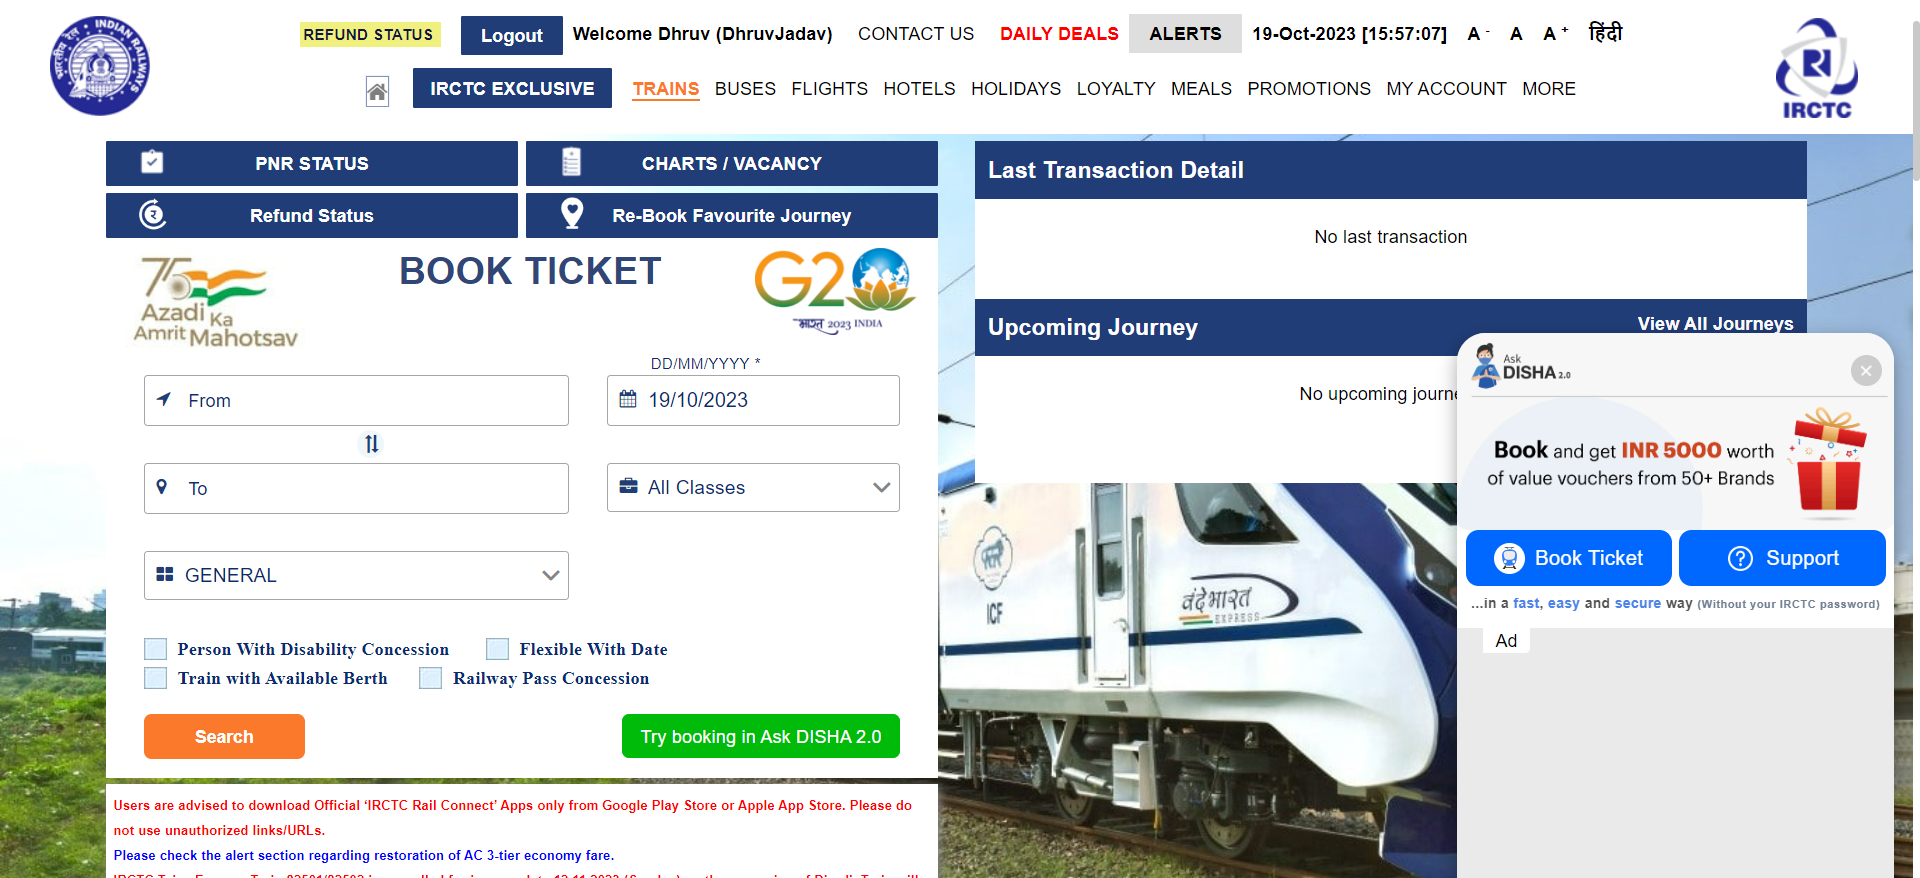 REFUND STATUS
Logout
Welcome Dhruv (DhruvJadav)
CONTACT US
DAILY DEALS
ALERTS
19-Oct-2023 [15:57:07]
A -
A
A +
हिंदी
INDIAN RAILWAYS
भारतीय रेल
IRCTC EXCLUSIVE
TRAINS
BUSES
FLIGHTS
HOTELS
HOLIDAYS
LOYALTY
MEALS
PROMOTIONS
MY ACCOUNT
MORE
IRCTC
PNR STATUS
CHARTS / VACANCY
Refund Status
Re-Book Favourite Journey
75
Azadi Ka
Amrit Mahotsav
BOOK TICKET
G20
भारत 2023 INDIA
DD/MM/YYYY *
From
19/10/2023
To
All Classes
GENERAL
Person With Disability Concession
Flexible With Date
Train with Available Berth
Railway Pass Concession
Search
Try booking in Ask DISHA 2.0
Users are advised to download Official ‘IRCTC Rail Connect’ Apps only from Google Play Store or Apple App Store. Please do
not use unauthorized links/URLs.
Please check the alert section regarding restoration of AC 3-tier economy fare.
Last Transaction Detail
No last transaction
Upcoming Journey
View All Journeys
No upcoming journe
ICF
वंदे भारत
EXPRESS
Ask
DISHA 2.0
Book and get INR 5000 worth
of value vouchers from 50+ Brands
Book Ticket
Support
...in a fast, easy and secure way (Without your IRCTC password)
Ad